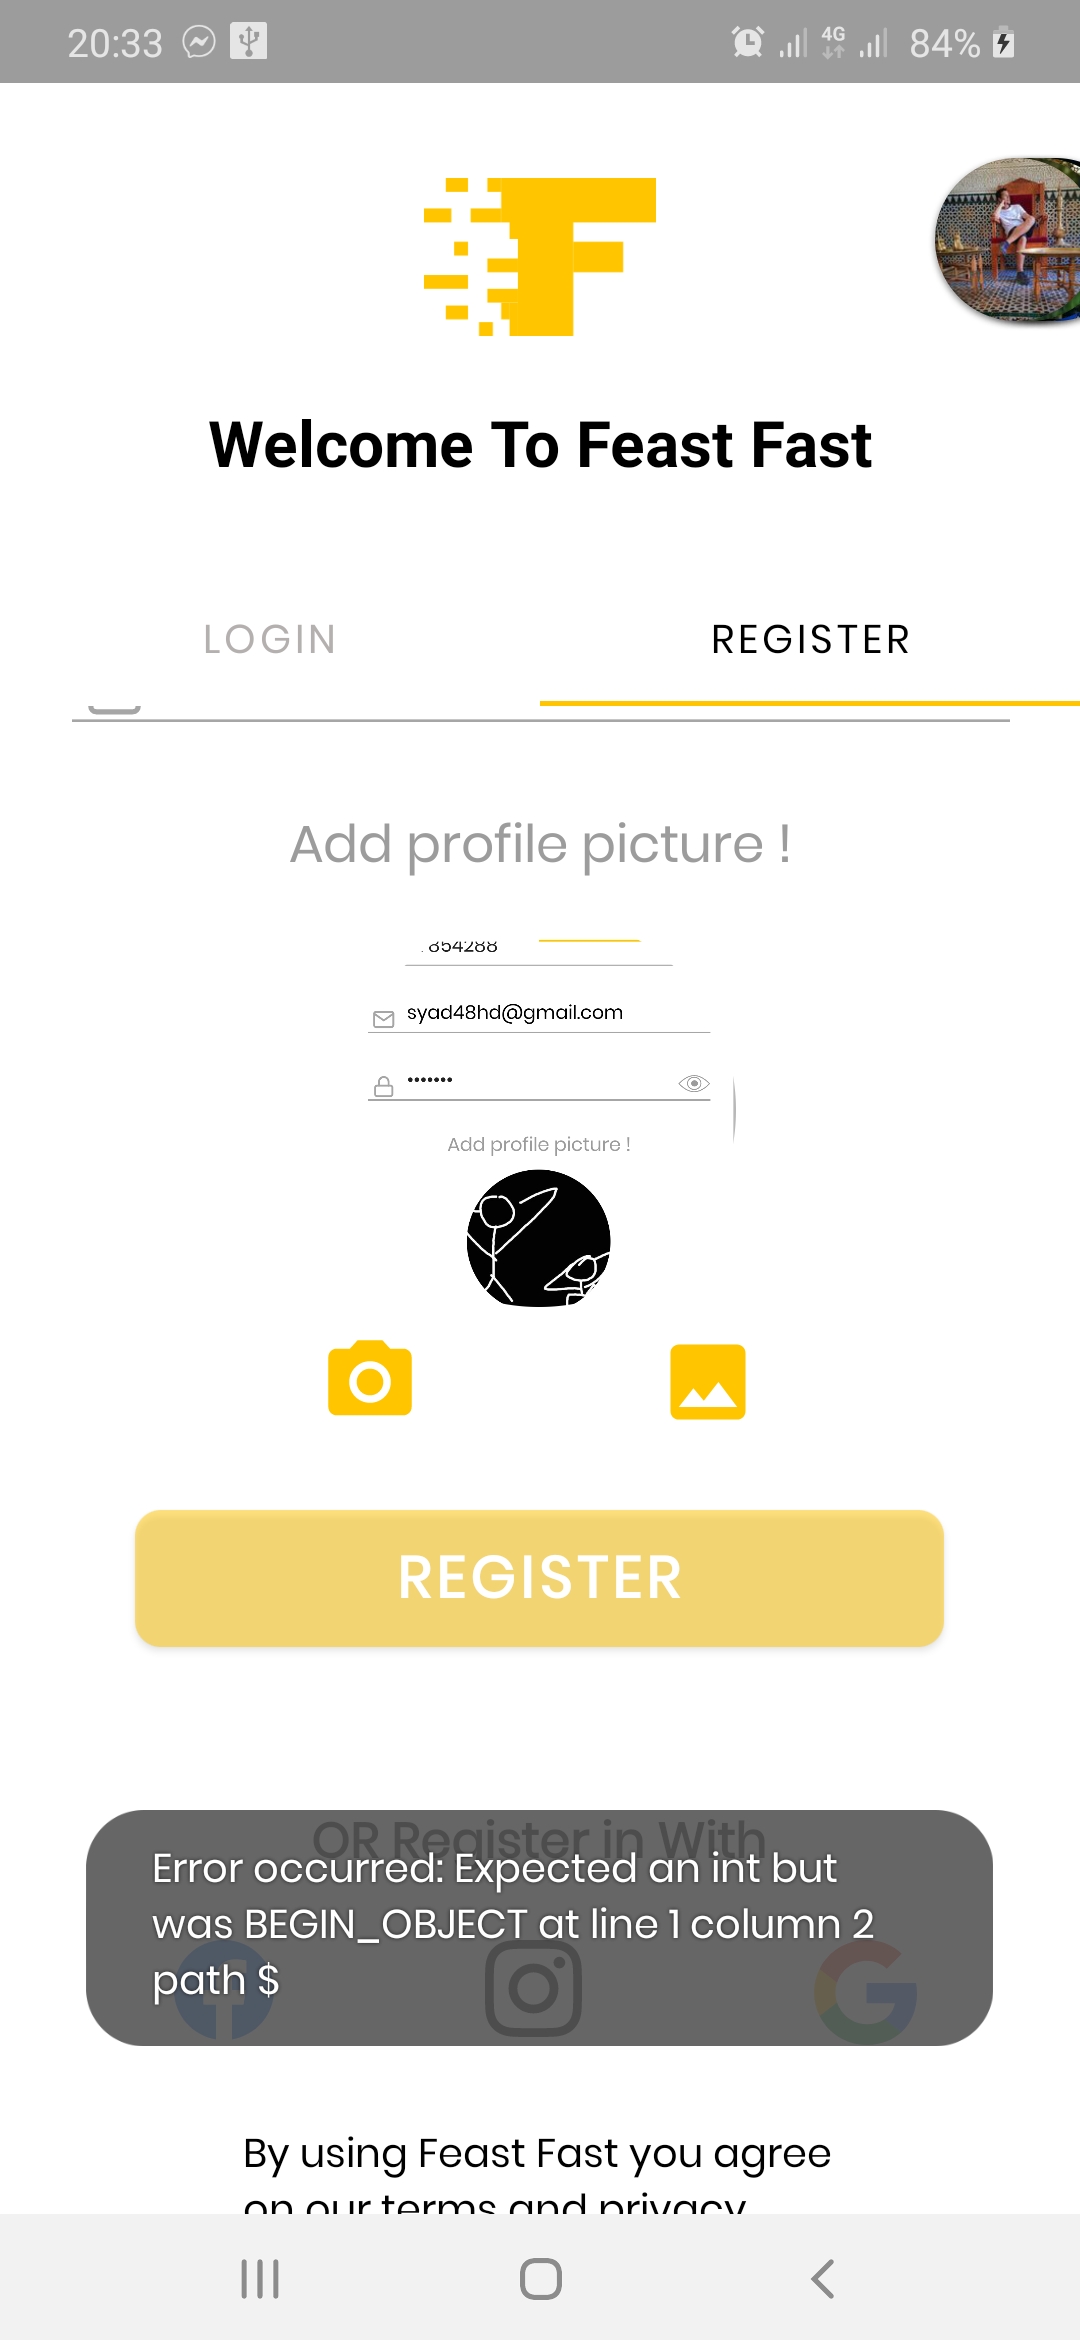 20:33 4G 84%
Welcome To Feast Fast
LOGIN REGISTER
Add profile picture !
854288
syad48hd@gmail.com
•••••••
Add profile picture !
REGISTER
OR Register in With
Error occurred: Expected an int but
was BEGIN_OBJECT at line 1 column 2
path $
By using Feast Fast you agree
on our terms and privacy